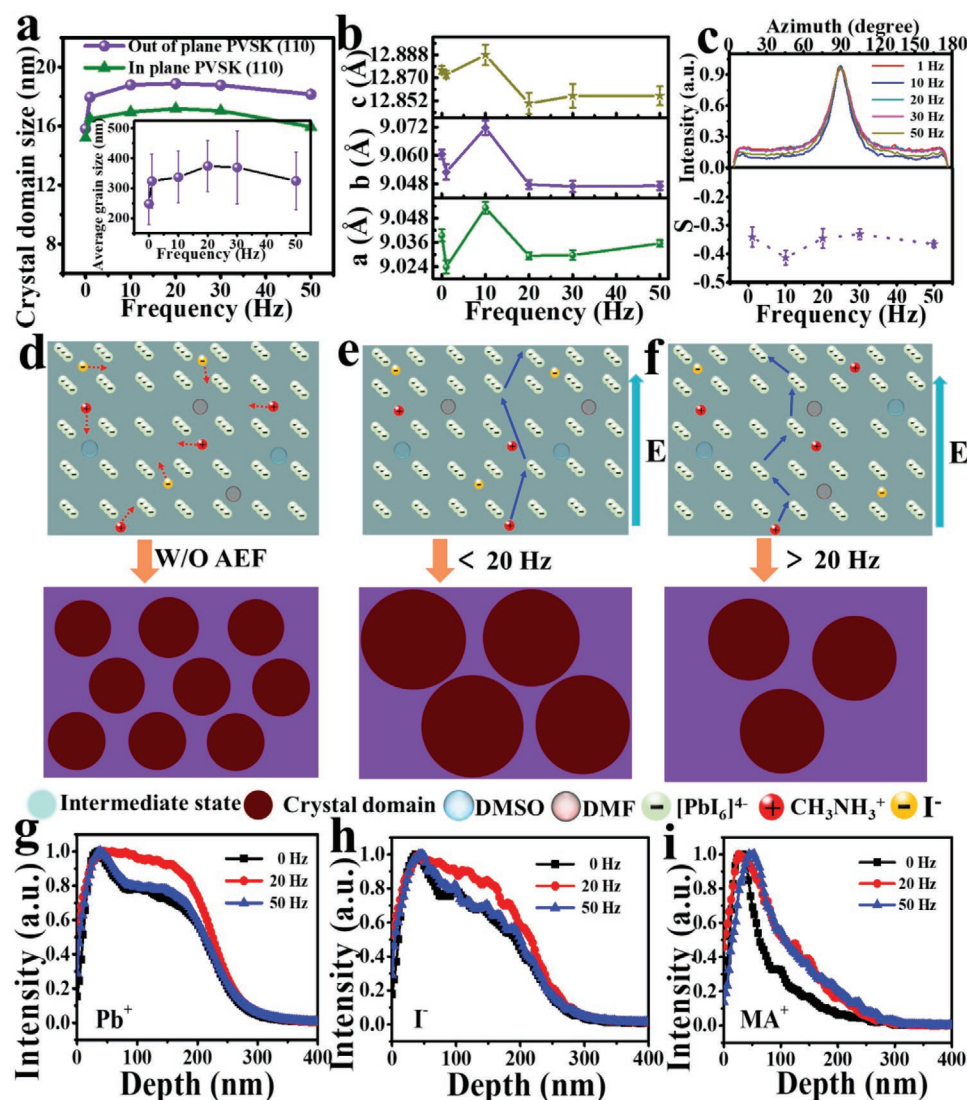 a
Out of plane PVSK (110)
In plane PVSK (110)
Crystal domain size (nm)
20
18
16
14
12
0 10 20 30 40 50
Frequency (Hz)
Average grain size (nm)
500
400
300
200
0 10 20 30 40 50
Frequency (Hz)
b
c (Å)
12.888
12.870
12.852
b (Å)
9.072
9.060
9.048
a (Å)
9.048
9.036
9.024
0 10 20 30 40 50
Frequency (Hz)
c
Azimuth (degree)
0 30 60 90 120 150 180
Intensity (a.u.)
0.9
0.6
0.3
0.0
1 Hz
10 Hz
20 Hz
30 Hz
50 Hz
S
-0.2
-0.3
-0.4
-0.5
0 10 20 30 40 50
Frequency (Hz)
d
W/O AEF
e
E
< 20 Hz
f
E
> 20 Hz
Intermediate state
Crystal domain
DMSO
DMF
[PbI₆]⁴⁻
CH₃NH₃⁺
I⁻
g
Intensity (a.u.)
1.0
0.8
0.6
0.4
0.2
0.0
0 Hz
20 Hz
50 Hz
Pb⁺
0 100 200 300 400
Depth (nm)
h
Intensity (a.u.)
1.0
0.8
0.6
0.4
0.2
0.0
0 Hz
20 Hz
50 Hz
I⁻
0 100 200 300 400
Depth (nm)
i
Intensity (a.u.)
1.0
0.8
0.6
0.4
0.2
0.0
0 Hz
20 Hz
50 Hz
MA⁺
0 100 200 300 400
Depth (nm)